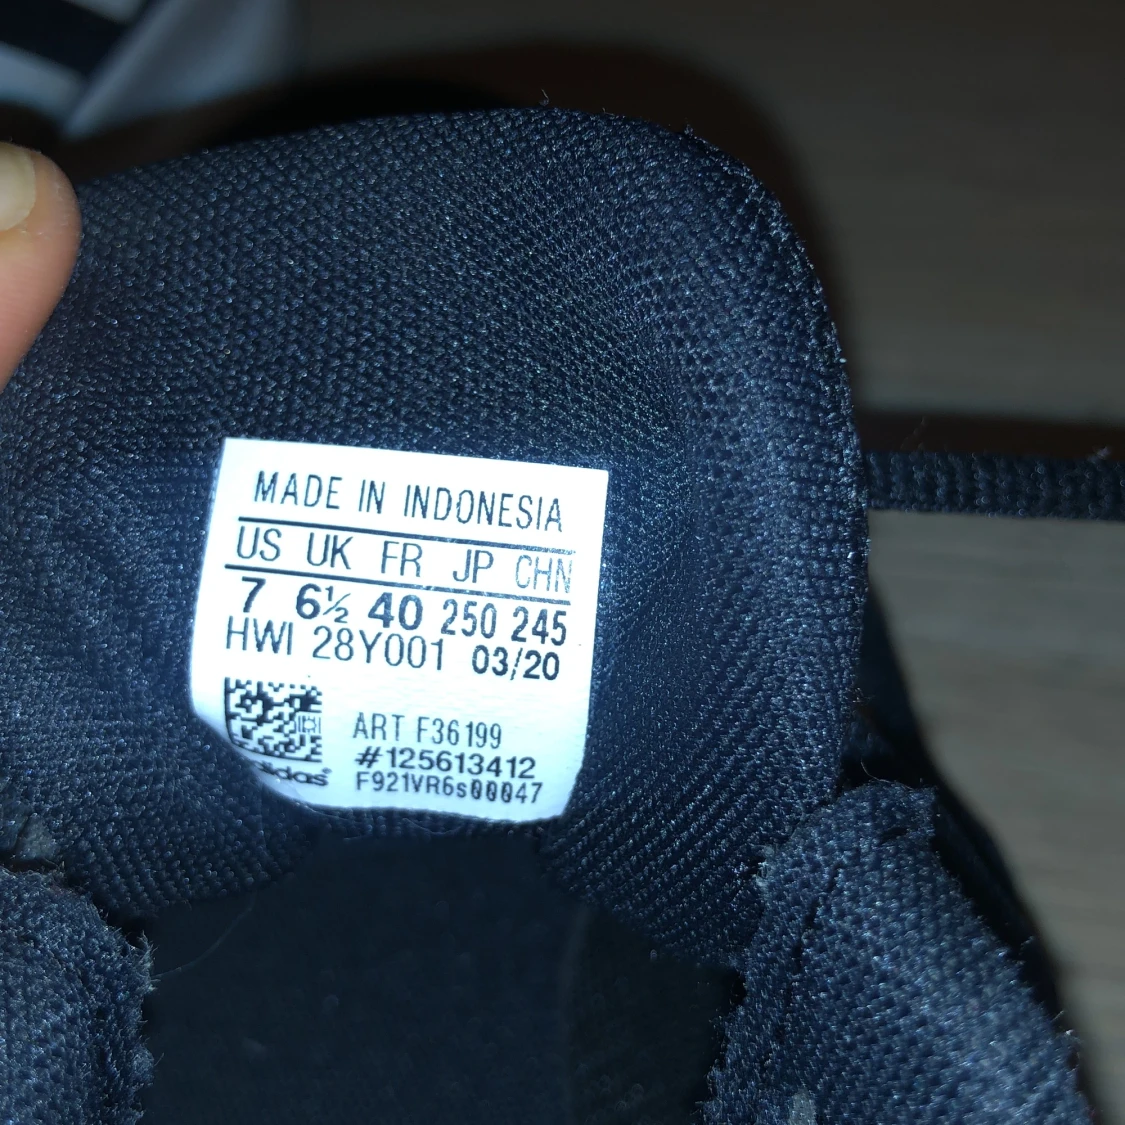 MADE IN INDONESIA
US UK FR JP CHN
7 6½ 40 250 245
HWI 28Y001 03/20
ART F36199
#125613412
adidas®
F921VR6s00047